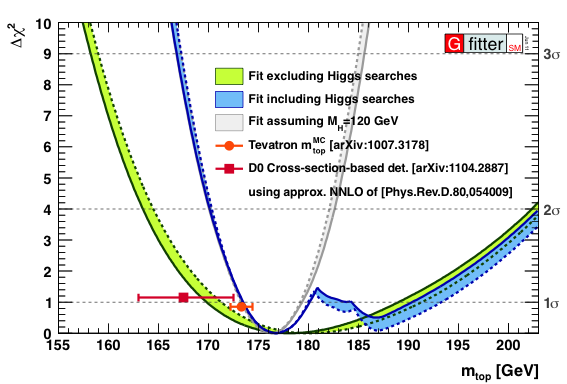 Δχ²
10
9
8
7
6
5
4
3
2
1
0
G fitter SM
3σ
2σ
1σ
Fit excluding Higgs searches
Fit including Higgs searches
Fit assuming M_H=120 GeV
Tevatron m_top^MC [arXiv:1007.3178]
D0 Cross-section-based det. [arXiv:1104.2887]
using approx. NNLO of [Phys.Rev.D.80,054009]
155 160 165 170 175 180 185 190 195 200
m_top [GeV]